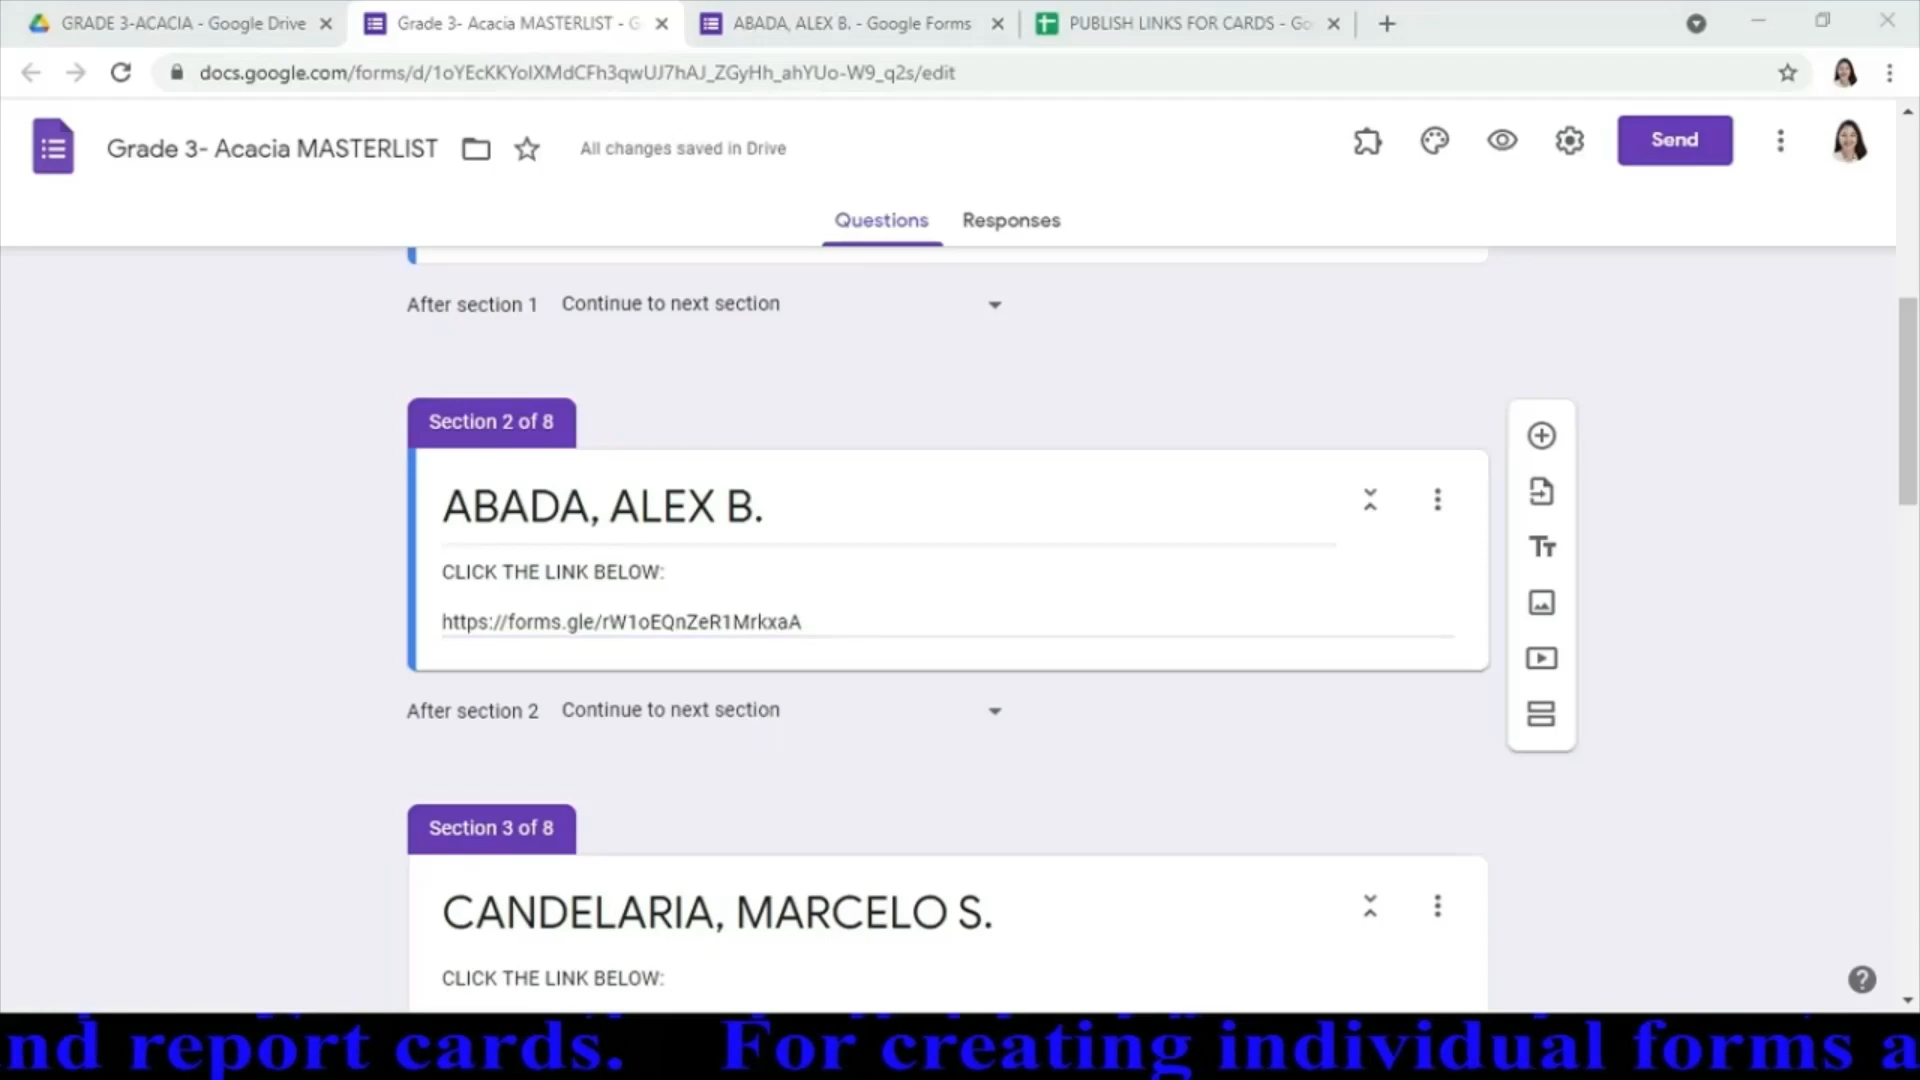 GRADE 3-ACACIA - Google Drive
Grade 3- Acacia MASTERLIST - G
ABADA, ALEX B. - Google Forms
PUBLISH LINKS FOR CARDS - Go
docs.google.com/forms/d/1oYEcKKYoIXMdCFh3qwUJ7hAJ_ZGyHh_ahYUo-W9_q2s/edit
Grade 3- Acacia MASTERLIST
All changes saved in Drive
Send
Questions
Responses
After section 1 Continue to next section
Section 2 of 8
ABADA, ALEX B.
CLICK THE LINK BELOW:
https://forms.gle/rW1oEQnZeR1MrkxaA
After section 2 Continue to next section
Section 3 of 8
CANDELARIA, MARCELO S.
CLICK THE LINK BELOW:
nd report cards. For creating individual forms a